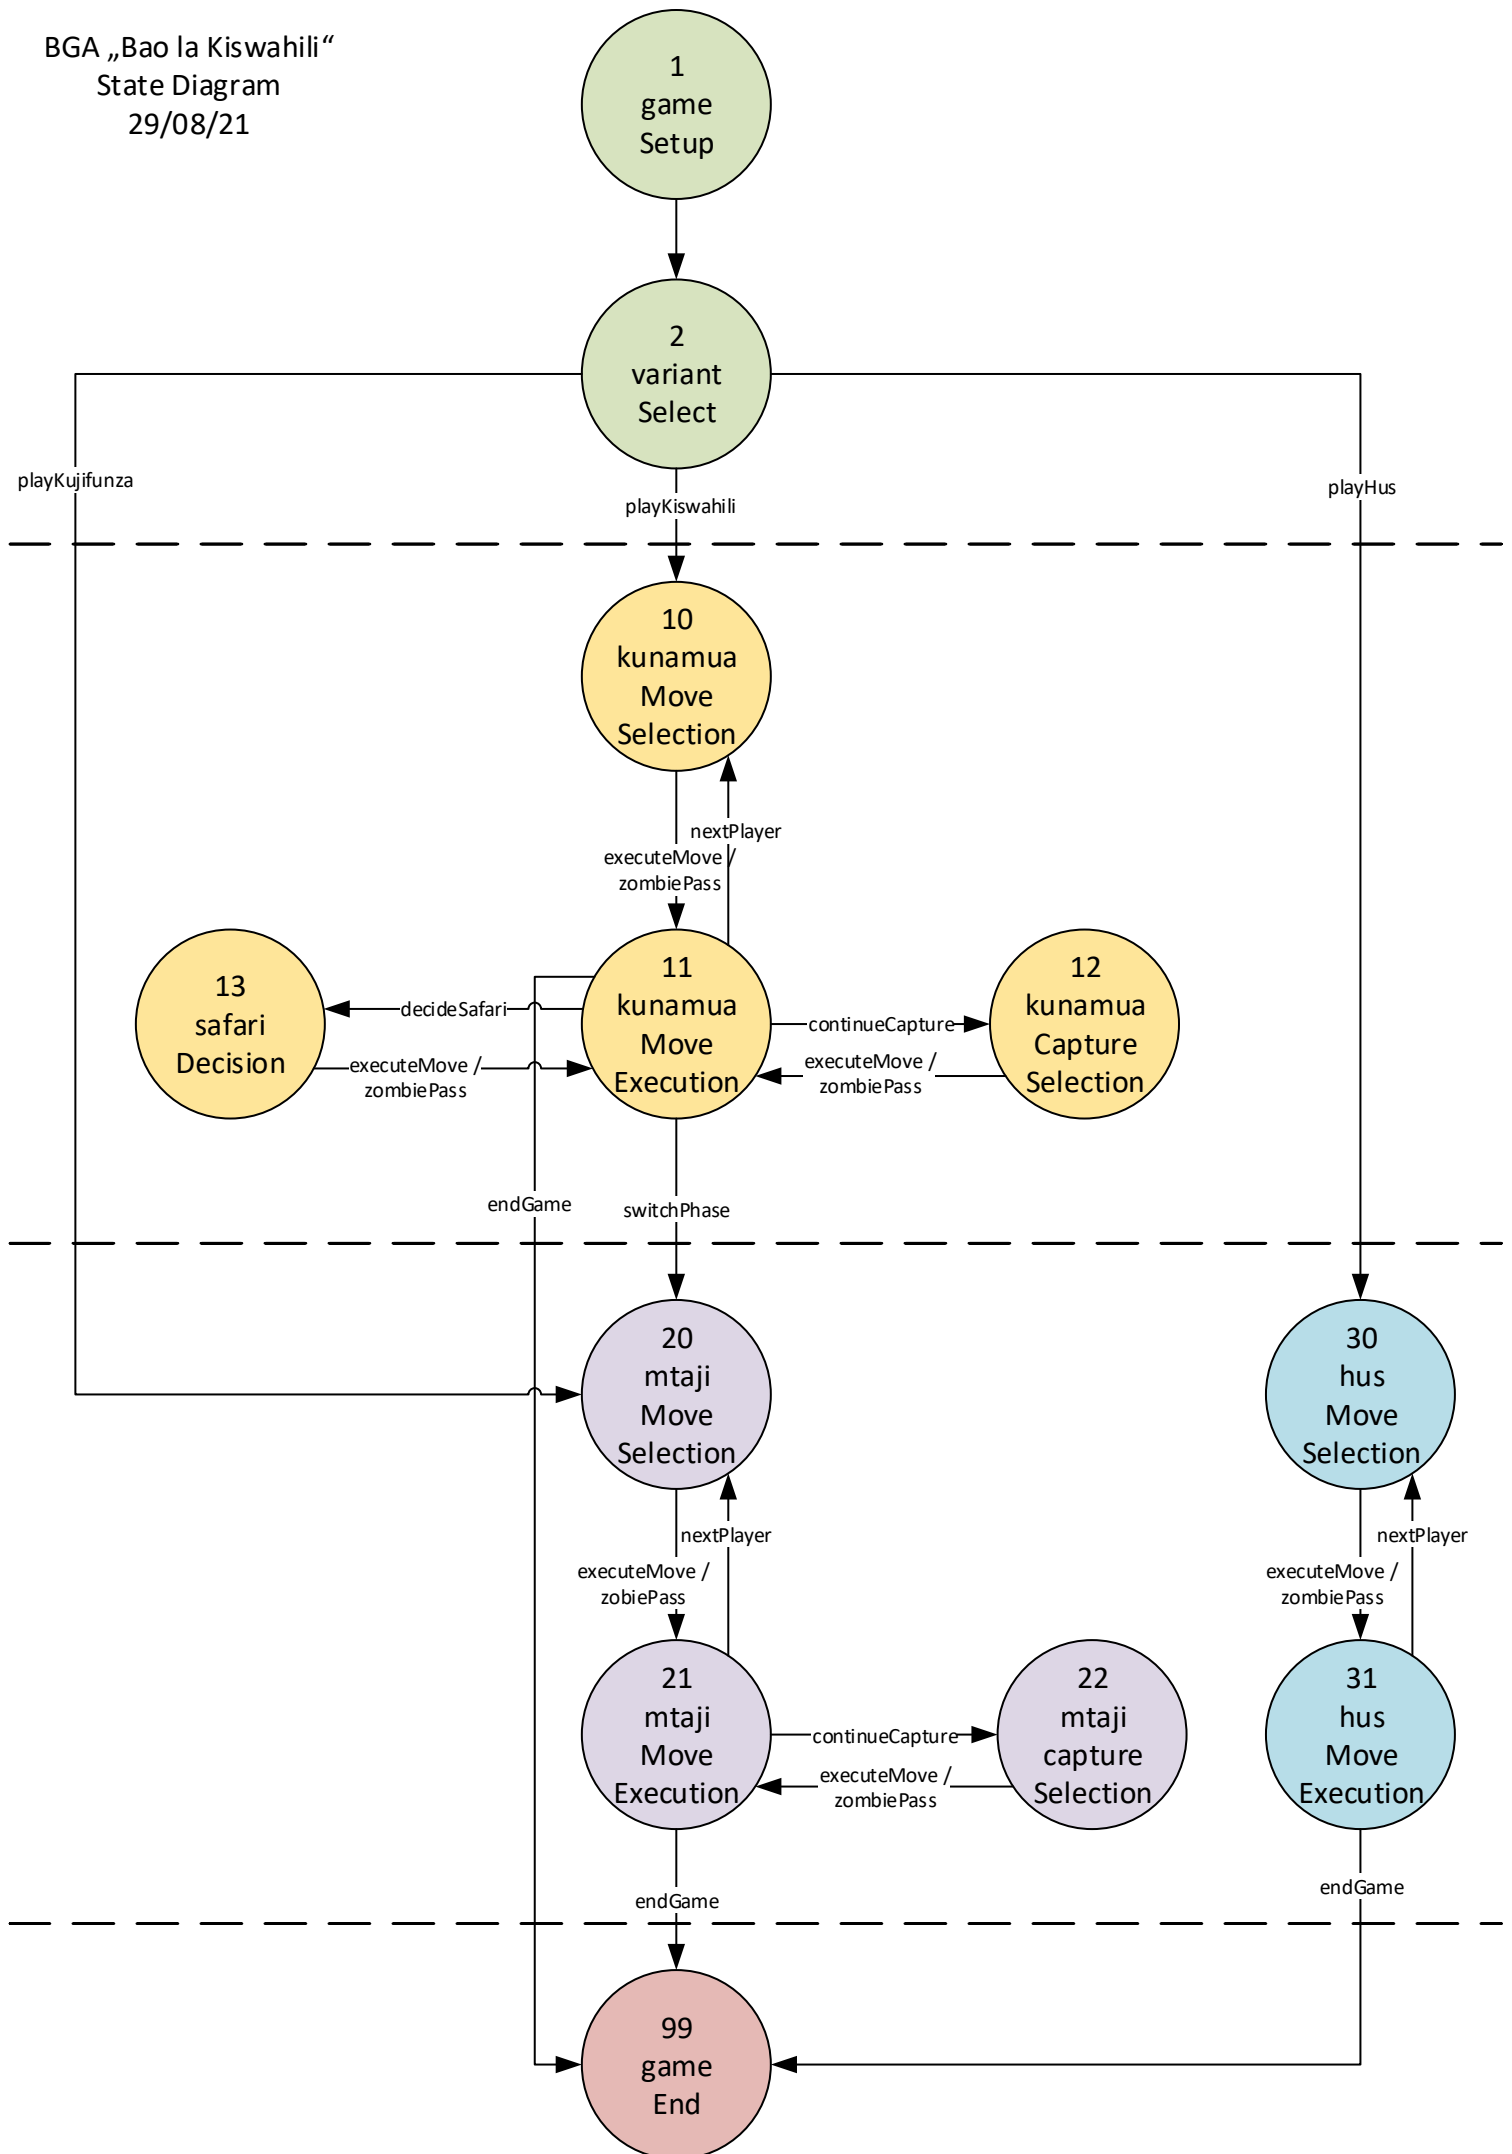 BGA „Bao la Kiswahili“
State Diagram
29/08/21
1
game
Setup
2
variant
Select
playKujifunza
playKiswahili
playHus
10
kunamua
Move
Selection
nextPlayer
executeMove /
zombiePass
13
safari
Decision
decideSafari
executeMove /
zombiePass
11
kunamua
Move
Execution
continueCapture
executeMove /
zombiePass
12
kunamua
Capture
Selection
endGame
switchPhase
20
mtaji
Move
Selection
30
hus
Move
Selection
nextPlayer
executeMove /
zobiePass
nextPlayer
executeMove /
zombiePass
21
mtaji
Move
Execution
continueCapture
executeMove /
zombiePass
22
mtaji
capture
Selection
31
hus
Move
Execution
endGame
endGame
99
game
End